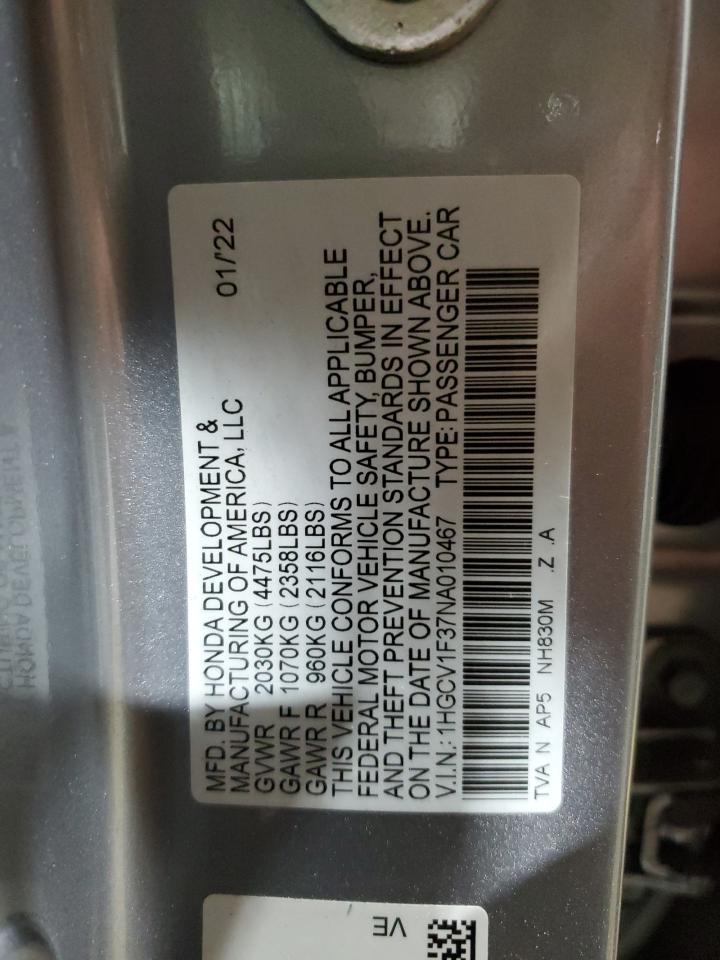 MFD. BY HONDA DEVELOPMENT &
MANUFACTURING OF AMERICA, LLC 01/'22
GVWR 2030KG (4475LBS)
GAWR F 1070KG (2358LBS)
GAWR R 960KG (2116LBS)
THIS VEHICLE CONFORMS TO ALL APPLICABLE
FEDERAL MOTOR VEHICLE SAFETY, BUMPER,
AND THEFT PREVENTION STANDARDS IN EFFECT
ON THE DATE OF MANUFACTURE SHOWN ABOVE.
V.I.N.: 1HGCV1F37NA010467 TYPE: PASSENGER CAR
TVA N AP5 NH830M .Z .A
VE